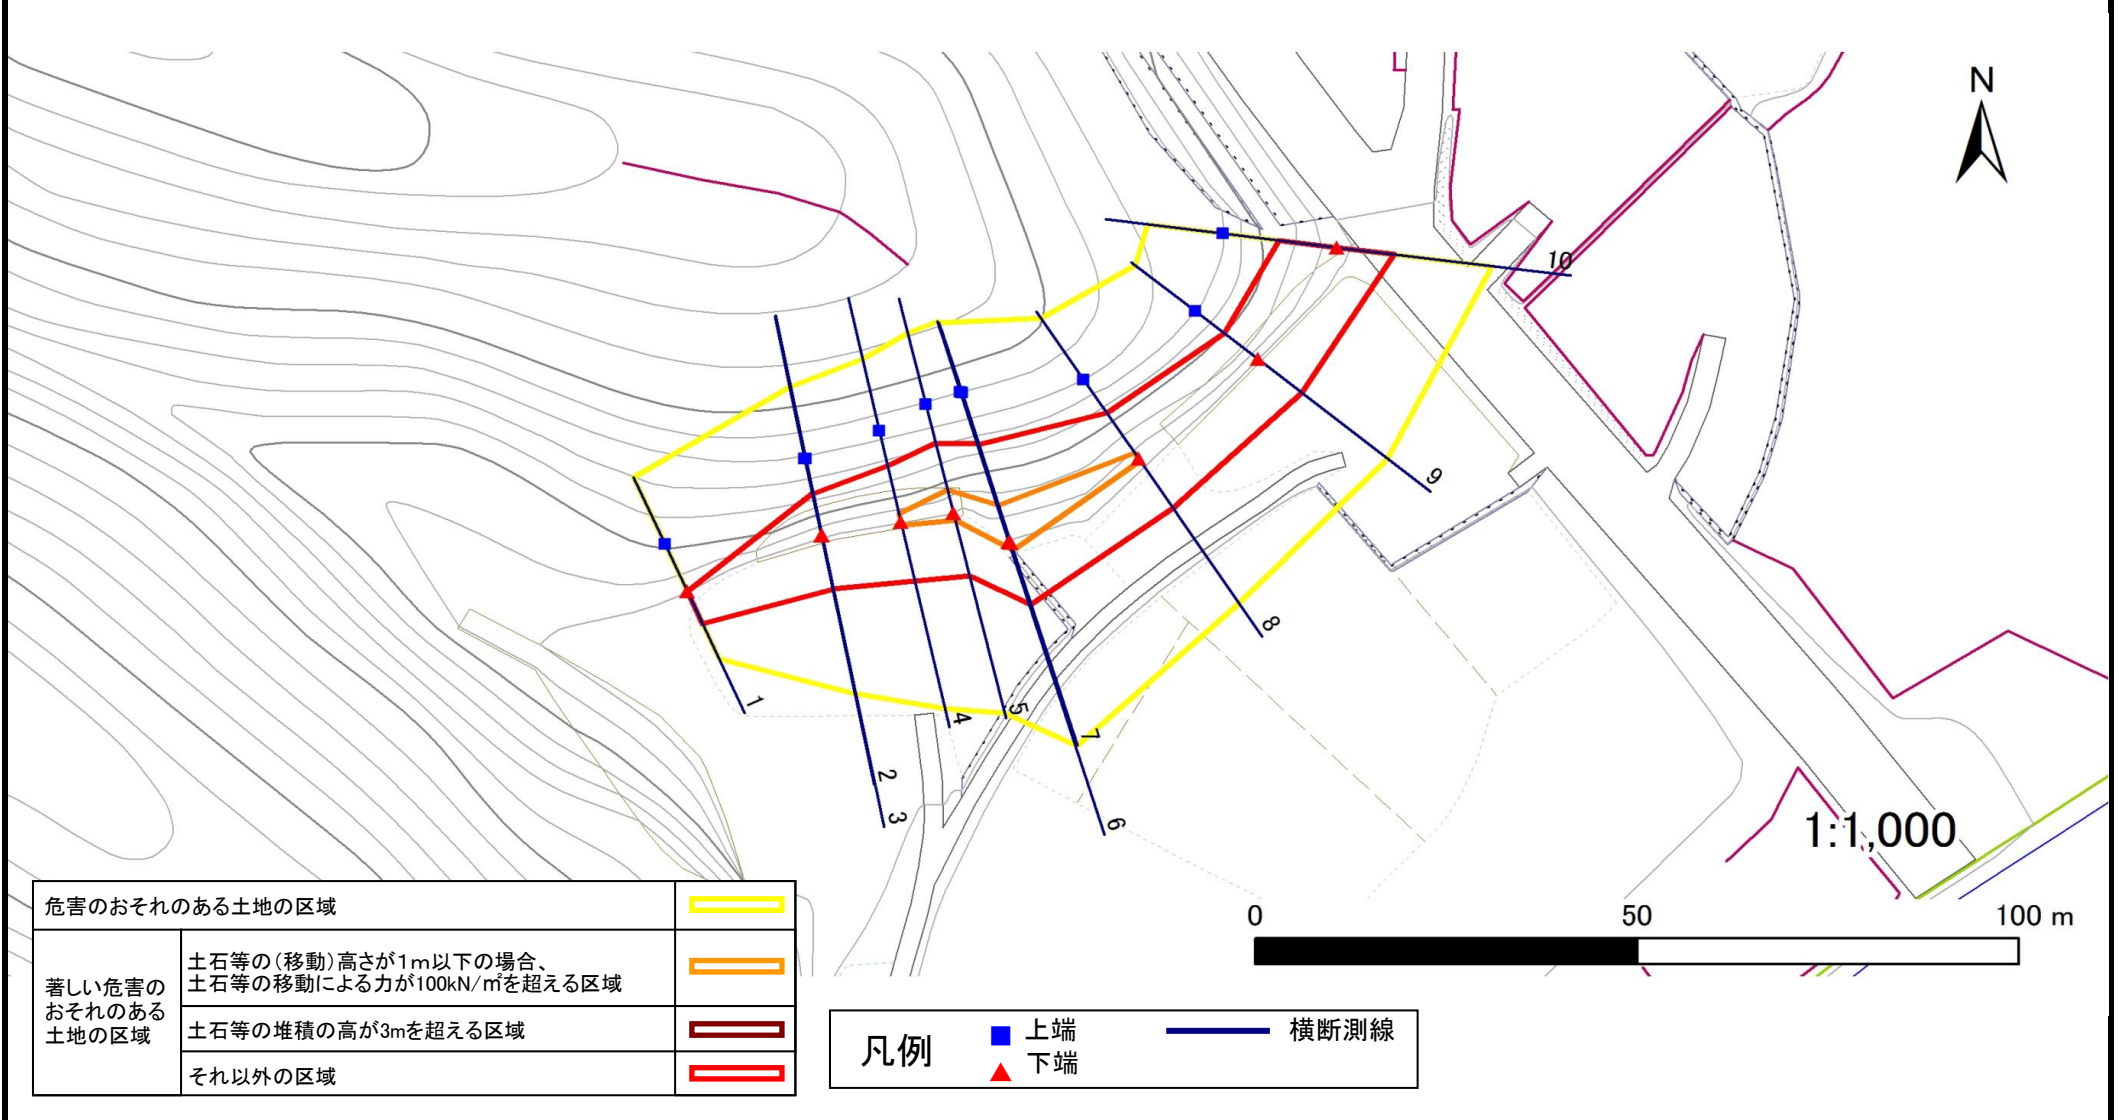 N
10
9
8
1
5
4
7
2
3
6
1:1,000
0 50 100 m
危害のおそれのある土地の区域
著しい危害の
おそれのある
土地の区域
土石等の(移動)高さが1m以下の場合、
土石等の移動による力が100kN/㎡を超える区域
土石等の堆積の高が3mを超える区域
それ以外の区域
凡例
上端
下端
横断測線